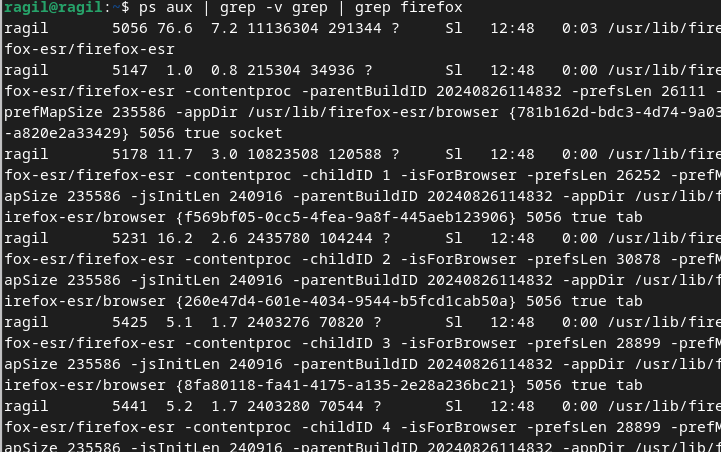 ragil@ragil:~$ ps aux | grep -v grep | grep firefox
ragil 5056 76.6 7.2 11136304 291344 ? Sl 12:48 0:03 /usr/lib/fire
fox-esr/firefox-esr
ragil 5147 1.0 0.8 215304 34936 ? Sl 12:48 0:00 /usr/lib/f
fox-esr/firefox-esr -contentproc -parentBuildID 20240826114832 -prefsLen 26111 -
prefMapSize 235586 -appDir /usr/lib/firefox-esr/browser {781b162d-bdc3-4d74-9a03
-a820e2a33429} 5056 true socket
ragil 5178 11.7 3.0 10823508 120588 ? Sl 12:48 0:00 /usr/lib/fire
fox-esr/firefox-esr -contentproc -childID 1 -isForBrowser -prefsLen 26252 -prefM
apSize 235586 -jsInitLen 240916 -parentBuildID 20240826114832 -appDir /usr/lib/f
irefox-esr/browser {f569bf05-0cc5-4fea-9a8f-445aeb123906} 5056 true tab
ragil 5231 16.2 2.6 2435780 104244 ? Sl 12:48 0:00 /usr/lib/fire
fox-esr/firefox-esr -contentproc -childID 2 -isForBrowser -prefsLen 30878 -prefM
apSize 235586 -jsInitLen 240916 -parentBuildID 20240826114832 -appDir /usr/lib/f
irefox-esr/browser {260e47d4-601e-4034-9544-b5fcd1cab50a} 5056 true tab
ragil 5425 5.1 1.7 2403276 70820 ? Sl 12:48 0:00 /usr/lib/fire
fox-esr/firefox-esr -contentproc -childID 3 -isForBrowser -prefsLen 28899 -prefM
apSize 235586 -jsInitLen 240916 -parentBuildID 20240826114832 -appDir /usr/lib/f
irefox-esr/browser {8fa80118-fa41-4175-a135-2e28a236bc21} 5056 true tab
ragil 5441 5.2 1.7 2403280 70544 ? Sl 12:48 0:00 /usr/lib/fire
fox-esr/firefox-esr -contentproc -childID 4 -isForBrowser -prefsLen 28899 -prefM
apSize 235586 -jsInitLen 240916 -parentBuildID 20240826114832 -appDir /usr/lib/f